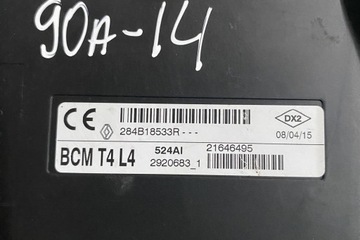 90A-14
CE
284B18533R---
DX2
08/04/15
BCM T4 L4
524AI
21646495
2920683_1